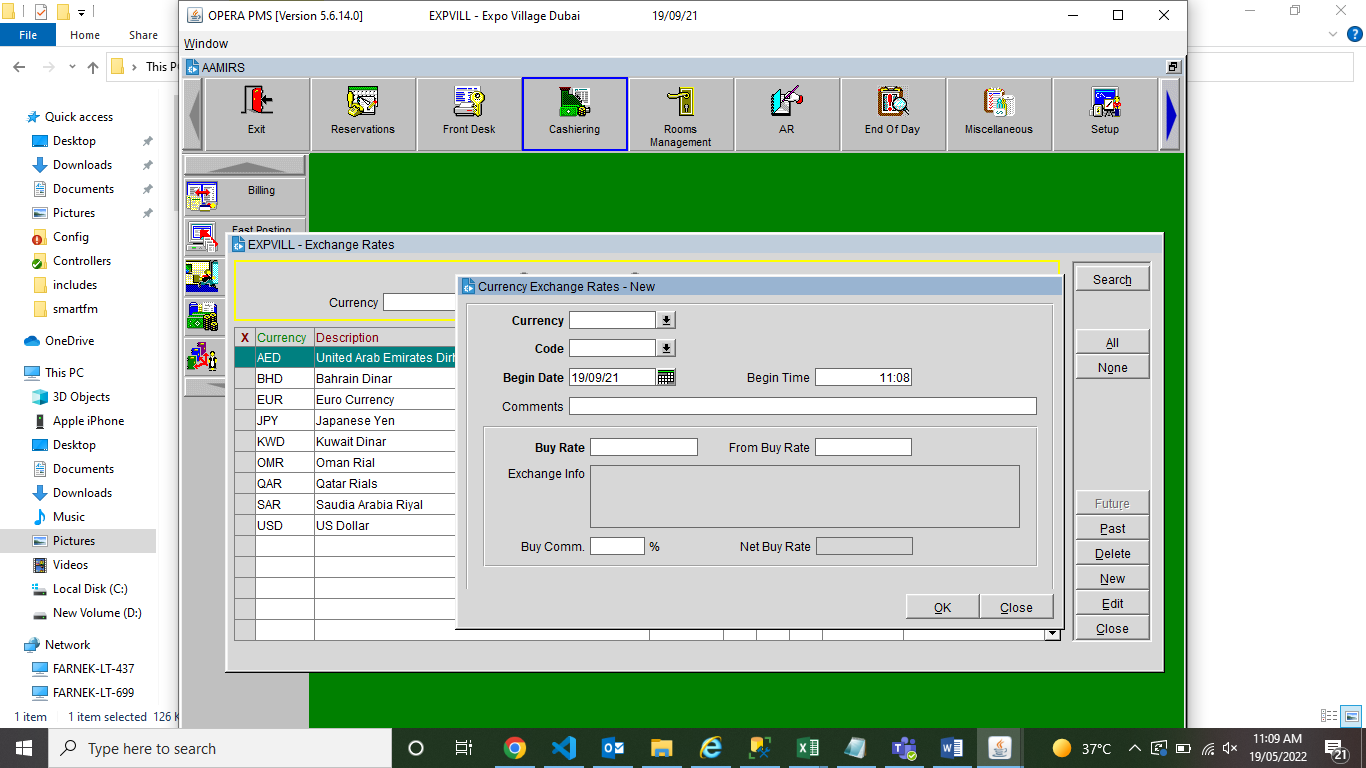 OPERA PMS [Version 5.6.14.0] EXPVILL - Expo Village Dubai 19/09/21
File Home Share
Window
This P
AAMIRS
Exit Reservations Front Desk Cashiering Rooms Management AR End Of Day Miscellaneous Setup
Quick access
Desktop
Downloads
Documents
Pictures
Config
Controllers
includes
smartfm
OneDrive
This PC
3D Objects
Apple iPhone
Desktop
Documents
Downloads
Music
Pictures
Videos
Local Disk (C:)
New Volume (D:)
Network
FARNEK-LT-437
FARNEK-LT-699
1 item 1 item selected 126 K
Billing
Fast Posting
EXPVILL - Exchange Rates
Currency
X Currency Description
AED United Arab Emirates Dirh
BHD Bahrain Dinar
EUR Euro Currency
JPY Japanese Yen
KWD Kuwait Dinar
OMR Oman Rial
QAR Qatar Rials
SAR Saudia Arabia Riyal
USD US Dollar
Currency Exchange Rates - New
Currency
Code
Begin Date 19/09/21 Begin Time 11:08
Comments
Buy Rate From Buy Rate
Exchange Info
Buy Comm. % Net Buy Rate
OK Close
Search
All
None
Future
Past
Delete
New
Edit
Close
Type here to search
37°C
11:09 AM
19/05/2022
21